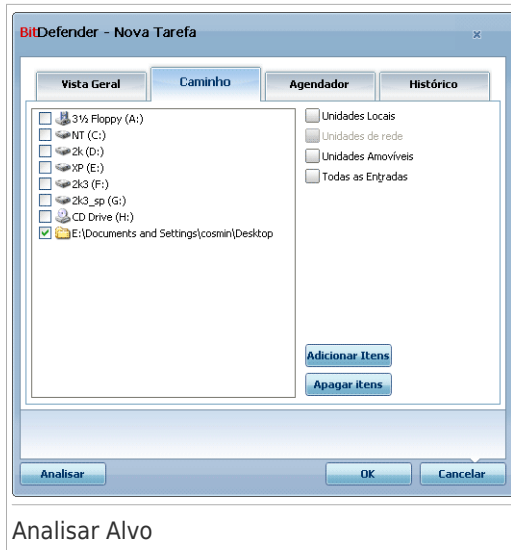 BitDefender - Nova Tarefa
Vista Geral
Caminho
Agendador
Histórico
3½ Floppy (A:)
NT (C:)
2k (D:)
XP (E:)
2k3 (F:)
2k3_sp (G:)
CD Drive (H:)
E:\Documents and Settings\cosmin\Desktop
Unidades Locais
Unidades de rede
Unidades Amovíveis
Todas as Entradas
Adicionar Itens
Apagar itens
Analisar
OK
Cancelar
Analisar Alvo